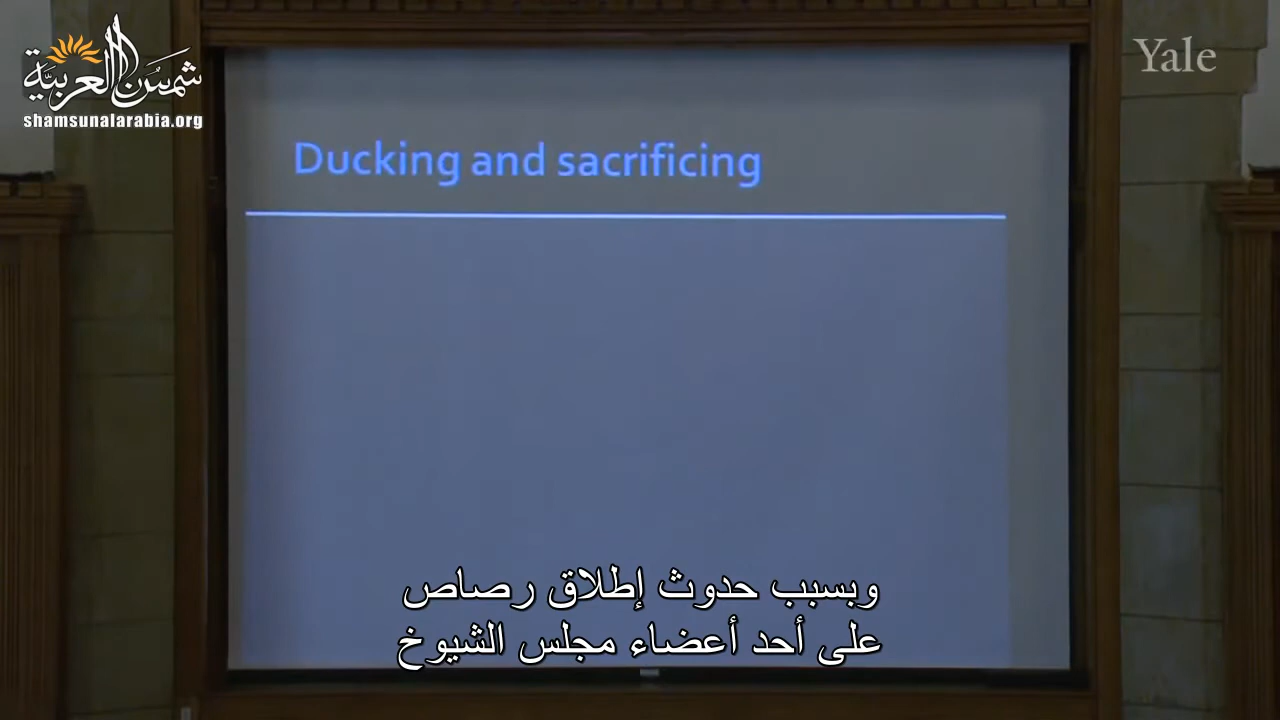 شمسُ العربيَّة
shamsunalarabia.org
Yale
Ducking and sacrificing
وبسبب حدوث إطلاق رصاص
على أحد أعضاء مجلس الشيوخ